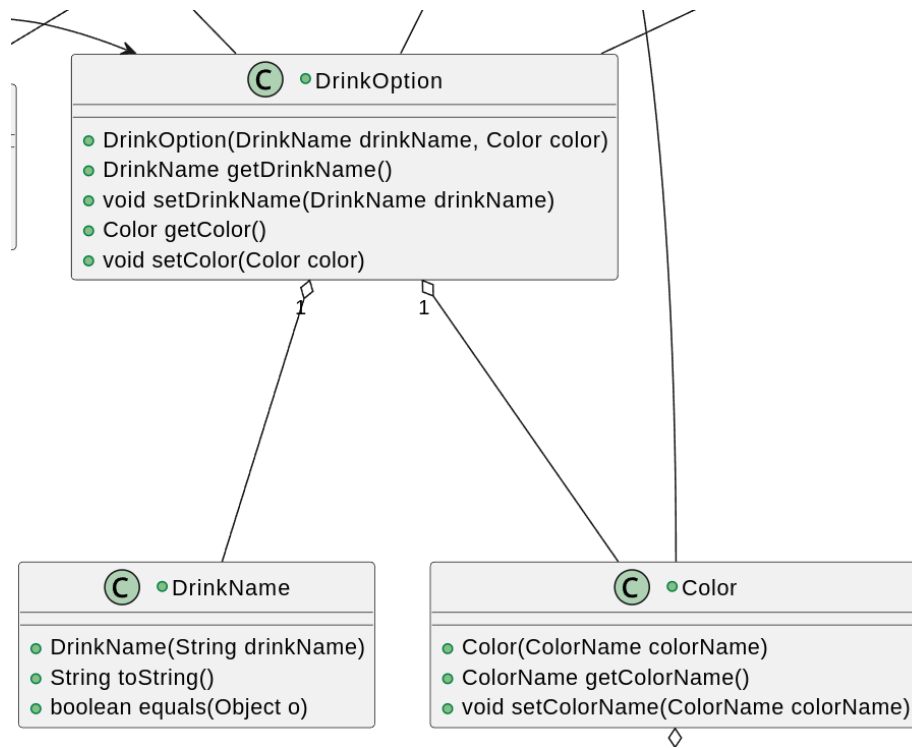 C DrinkOption
DrinkOption(DrinkName drinkName, Color color)
DrinkName getDrinkName()
void setDrinkName(DrinkName drinkName)
Color getColor()
void setColor(Color color)
1 1
C DrinkName
DrinkName(String drinkName)
String toString()
boolean equals(Object o)
C Color
Color(ColorName colorName)
ColorName getColorName()
void setColorName(ColorName colorName)